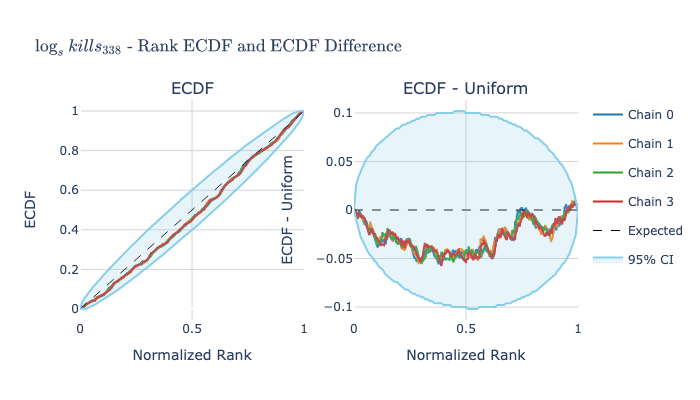 log_s kills_338 - Rank ECDF and ECDF Difference
ECDF
ECDF - Uniform
1
0.8
0.6
0.4
0.2
0
ECDF
0
0.5
1
Normalized Rank
0.1
0.05
0
−0.05
−0.1
ECDF - Uniform
0
0.5
1
Normalized Rank
Chain 0
Chain 1
Chain 2
Chain 3
Expected
95% CI